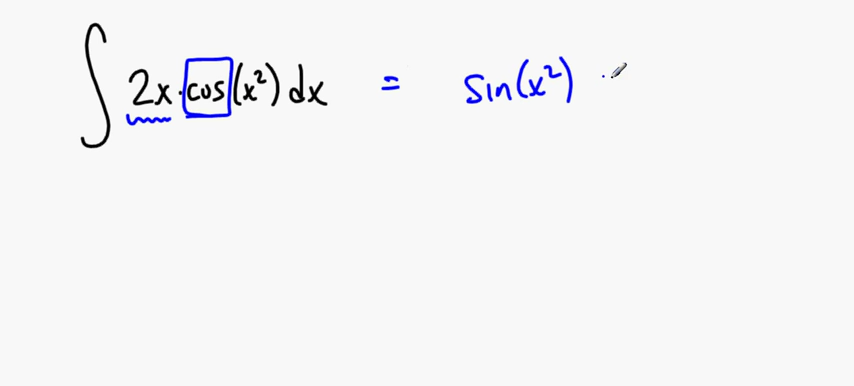 ∫ 2x·cos(x²) dx = sin(x²)